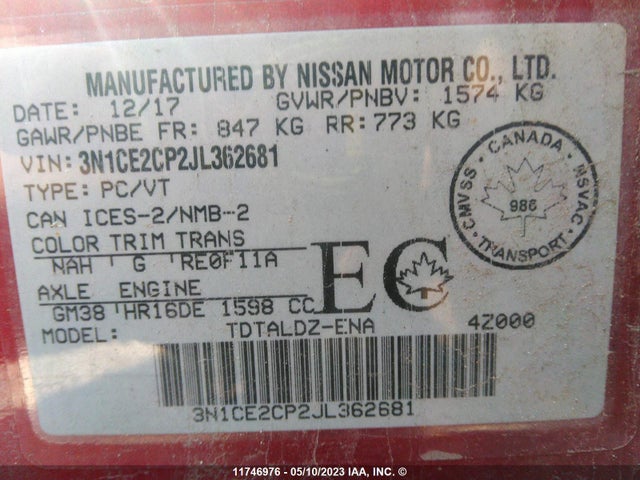 MANUFACTURED BY NISSAN MOTOR CO., LTD.
DATE: 12/17 GVWR/PNBV: 1574 KG
GAWR/PNBE FR: 847 KG RR:773 KG
VIN: 3N1CE2CP2JL362681
TYPE: PC/VT
CAN ICES-2/NMB-2
COLOR TRIM TRANS
NAH G RE0F11A
AXLE ENGINE
GM38 HR16DE 1598 CC
MODEL: TDTALDZ-ENA 4Z000
EC
CANADA
CMVSS
986
NSVAC
TRANSPORT
3N1CE2CP2JL362681
11746976 - 05/10/2023 IAA, INC. ©